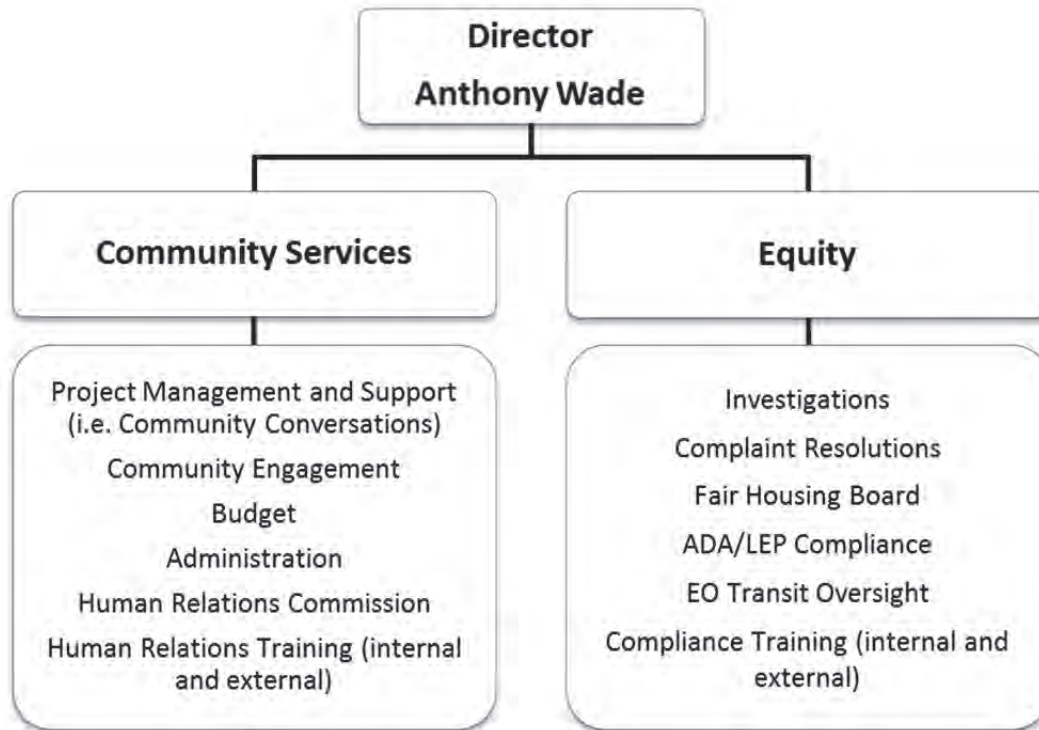 Director
Anthony Wade
Community Services
Project Management and Support
(i.e. Community Conversations)
Community Engagement
Budget
Administration
Human Relations Commission
Human Relations Training (internal
and external)
Equity
Investigations
Complaint Resolutions
Fair Housing Board
ADA/LEP Compliance
EO Transit Oversight
Compliance Training (internal and
external)